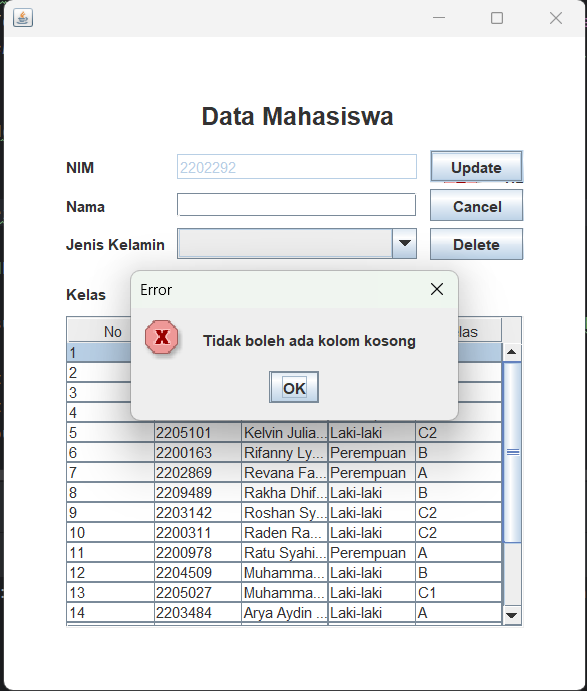 Data Mahasiswa
NIM 2202292 Update
Nama Cancel
Jenis Kelamin Delete
Kelas
Error
Tidak boleh ada kolom kosong
OK
No
1
2
3
4
5 2205101 Kelvin Julia... Laki-laki C2
6 2200163 Rifanny Ly... Perempuan B
7 2202869 Revana Fa... Perempuan A
8 2209489 Rakha Dhif... Laki-laki B
9 2203142 Roshan Sy... Laki-laki C2
10 2200311 Raden Ra... Laki-laki C2
11 2200978 Ratu Syahi... Perempuan A
12 2204509 Muhamma... Laki-laki B
13 2205027 Muhamma... Laki-laki C1
14 2203484 Arya Aydin ... Laki-laki A